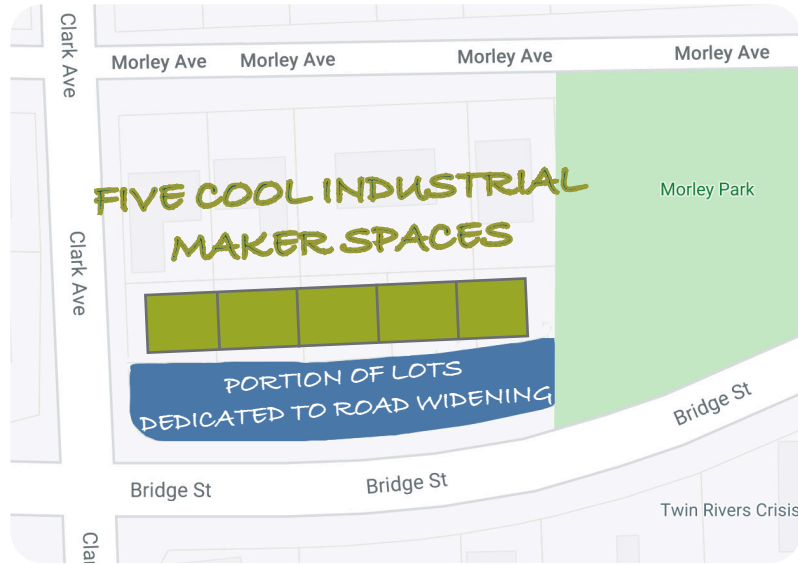 Clark Ave
Morley Ave
Morley Ave
Morley Ave
Morley Ave
FIVE COOL INDUSTRIAL
MAKER SPACES
Morley Park
Clark Ave
PORTION OF LOTS
DEDICATED TO ROAD WIDENING
Bridge St
Bridge St
Bridge St
Twin Rivers Crisis
Cla